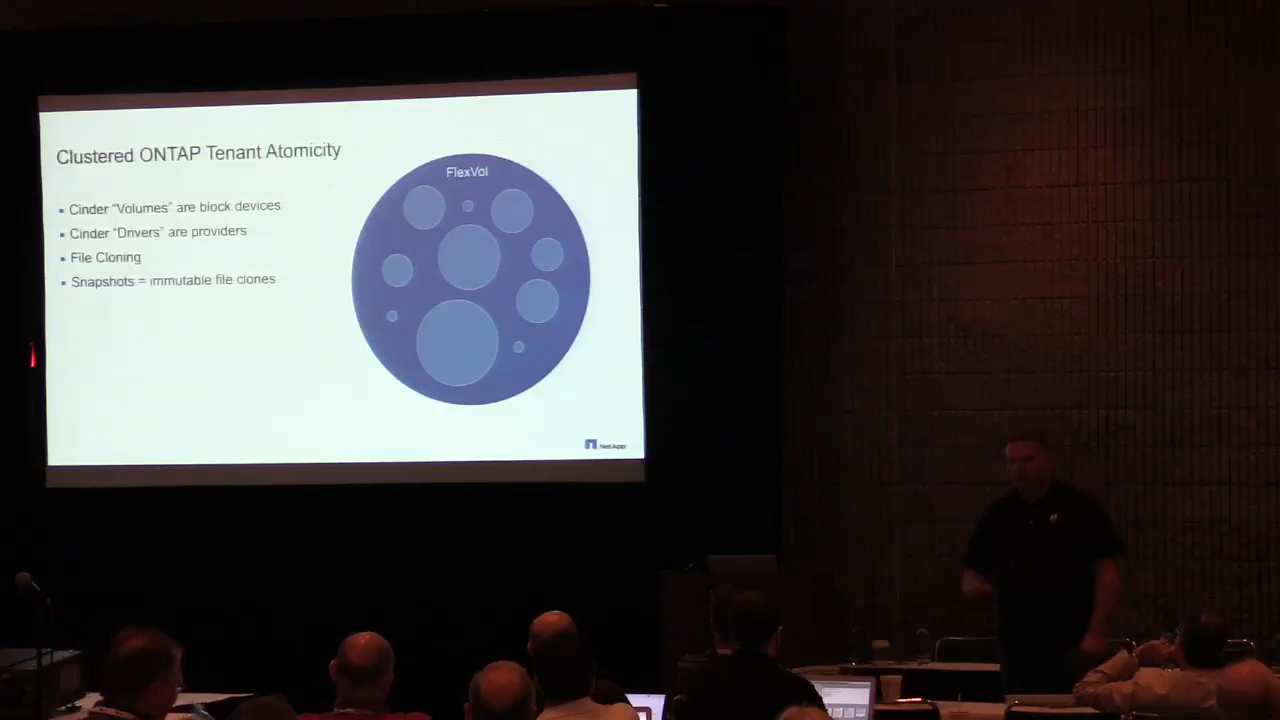 Clustered ONTAP Tenant Atomicity
FlexVol
Cinder “Volumes” are block devices
Cinder “Drivers” are providers
File Cloning
Snapshots = immutable file clones
NetApp